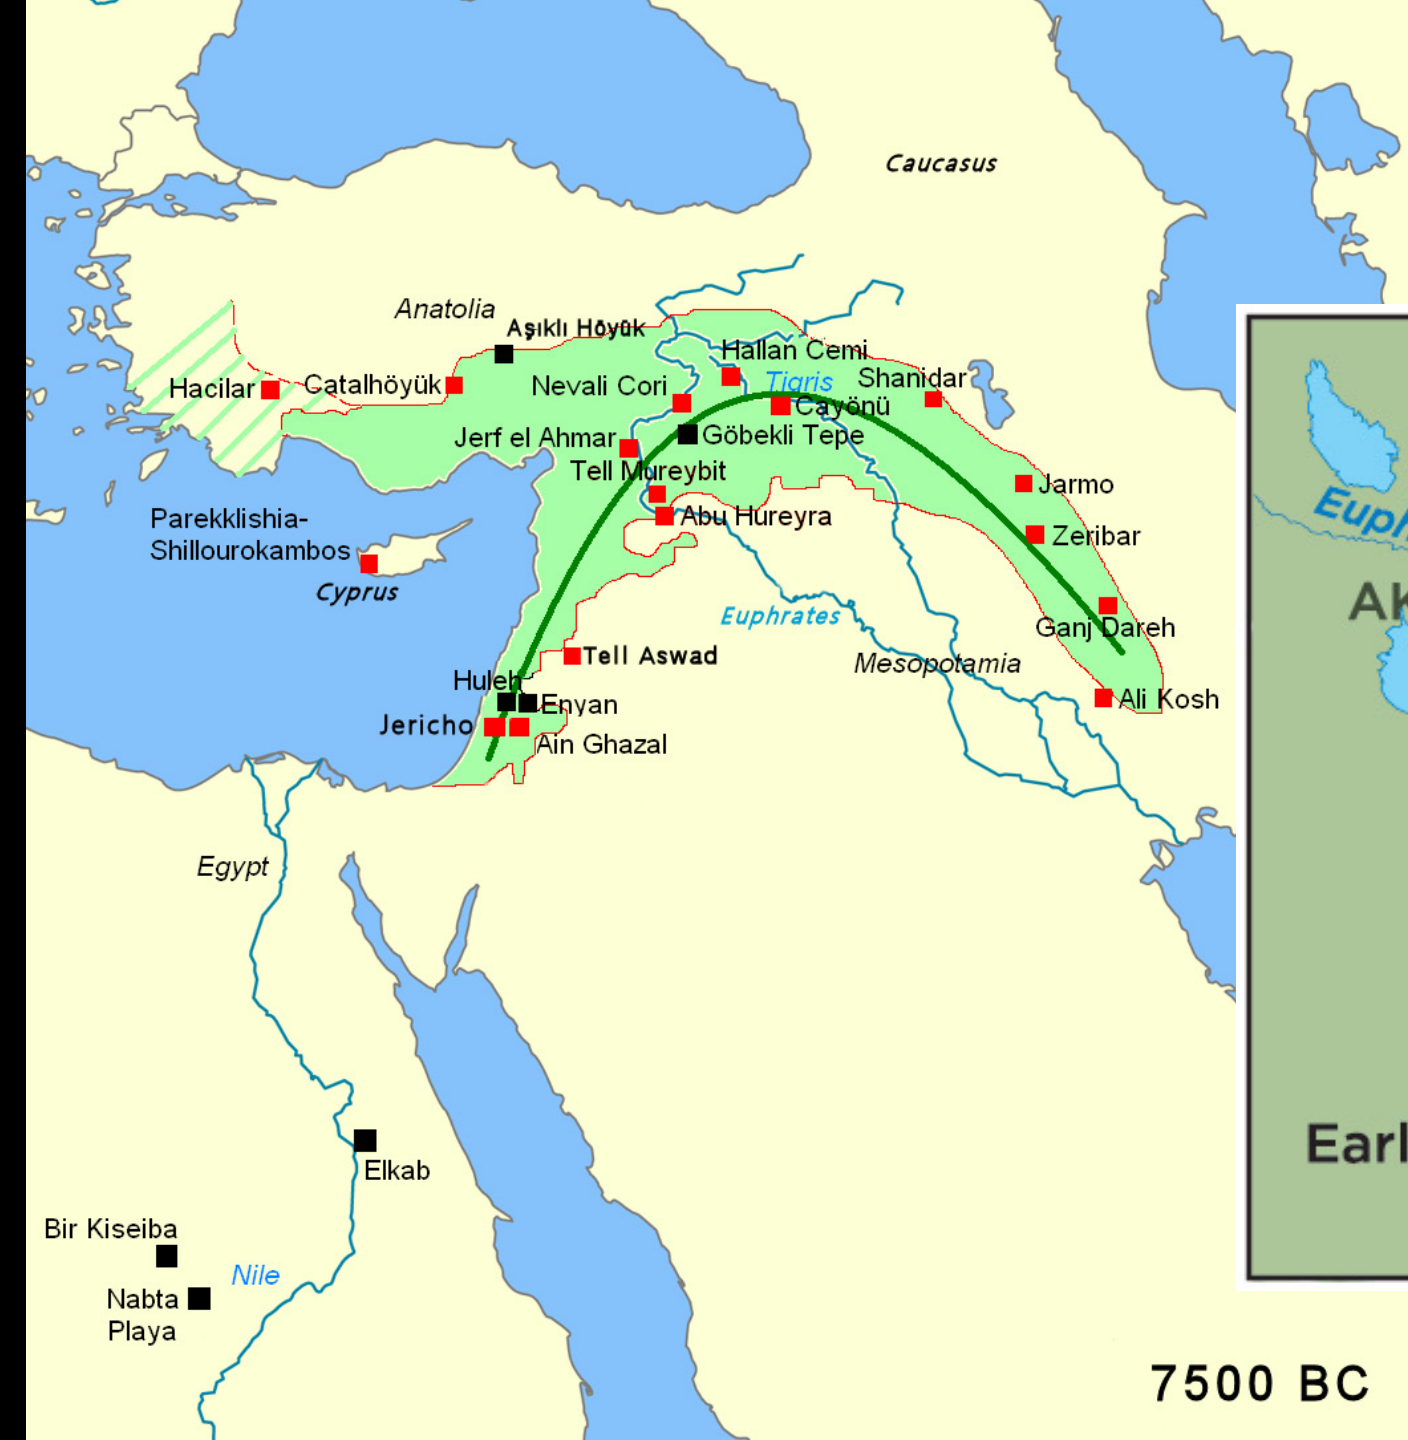 Caucasus
Anatolia
Aşıklı Höyük
Hallan Cemi
Tigris
Shanidar
Hacilar
Catalhöyük
Nevali Cori
Cayönü
Jerf el Ahmar
Göbekli Tepe
Tell Mureybit
Jarmo
Abu Hureyra
Zeribar
Parekklishia-
Shillourokambos
Cyprus
Euphrates
Ganj Dareh
Tell Aswad
Mesopotamia
Huleh
Enyan
Ali Kosh
Jericho
Ain Ghazal
Egypt
Elkab
Bir Kiseiba
Nile
Nabta
Playa
7500 BC